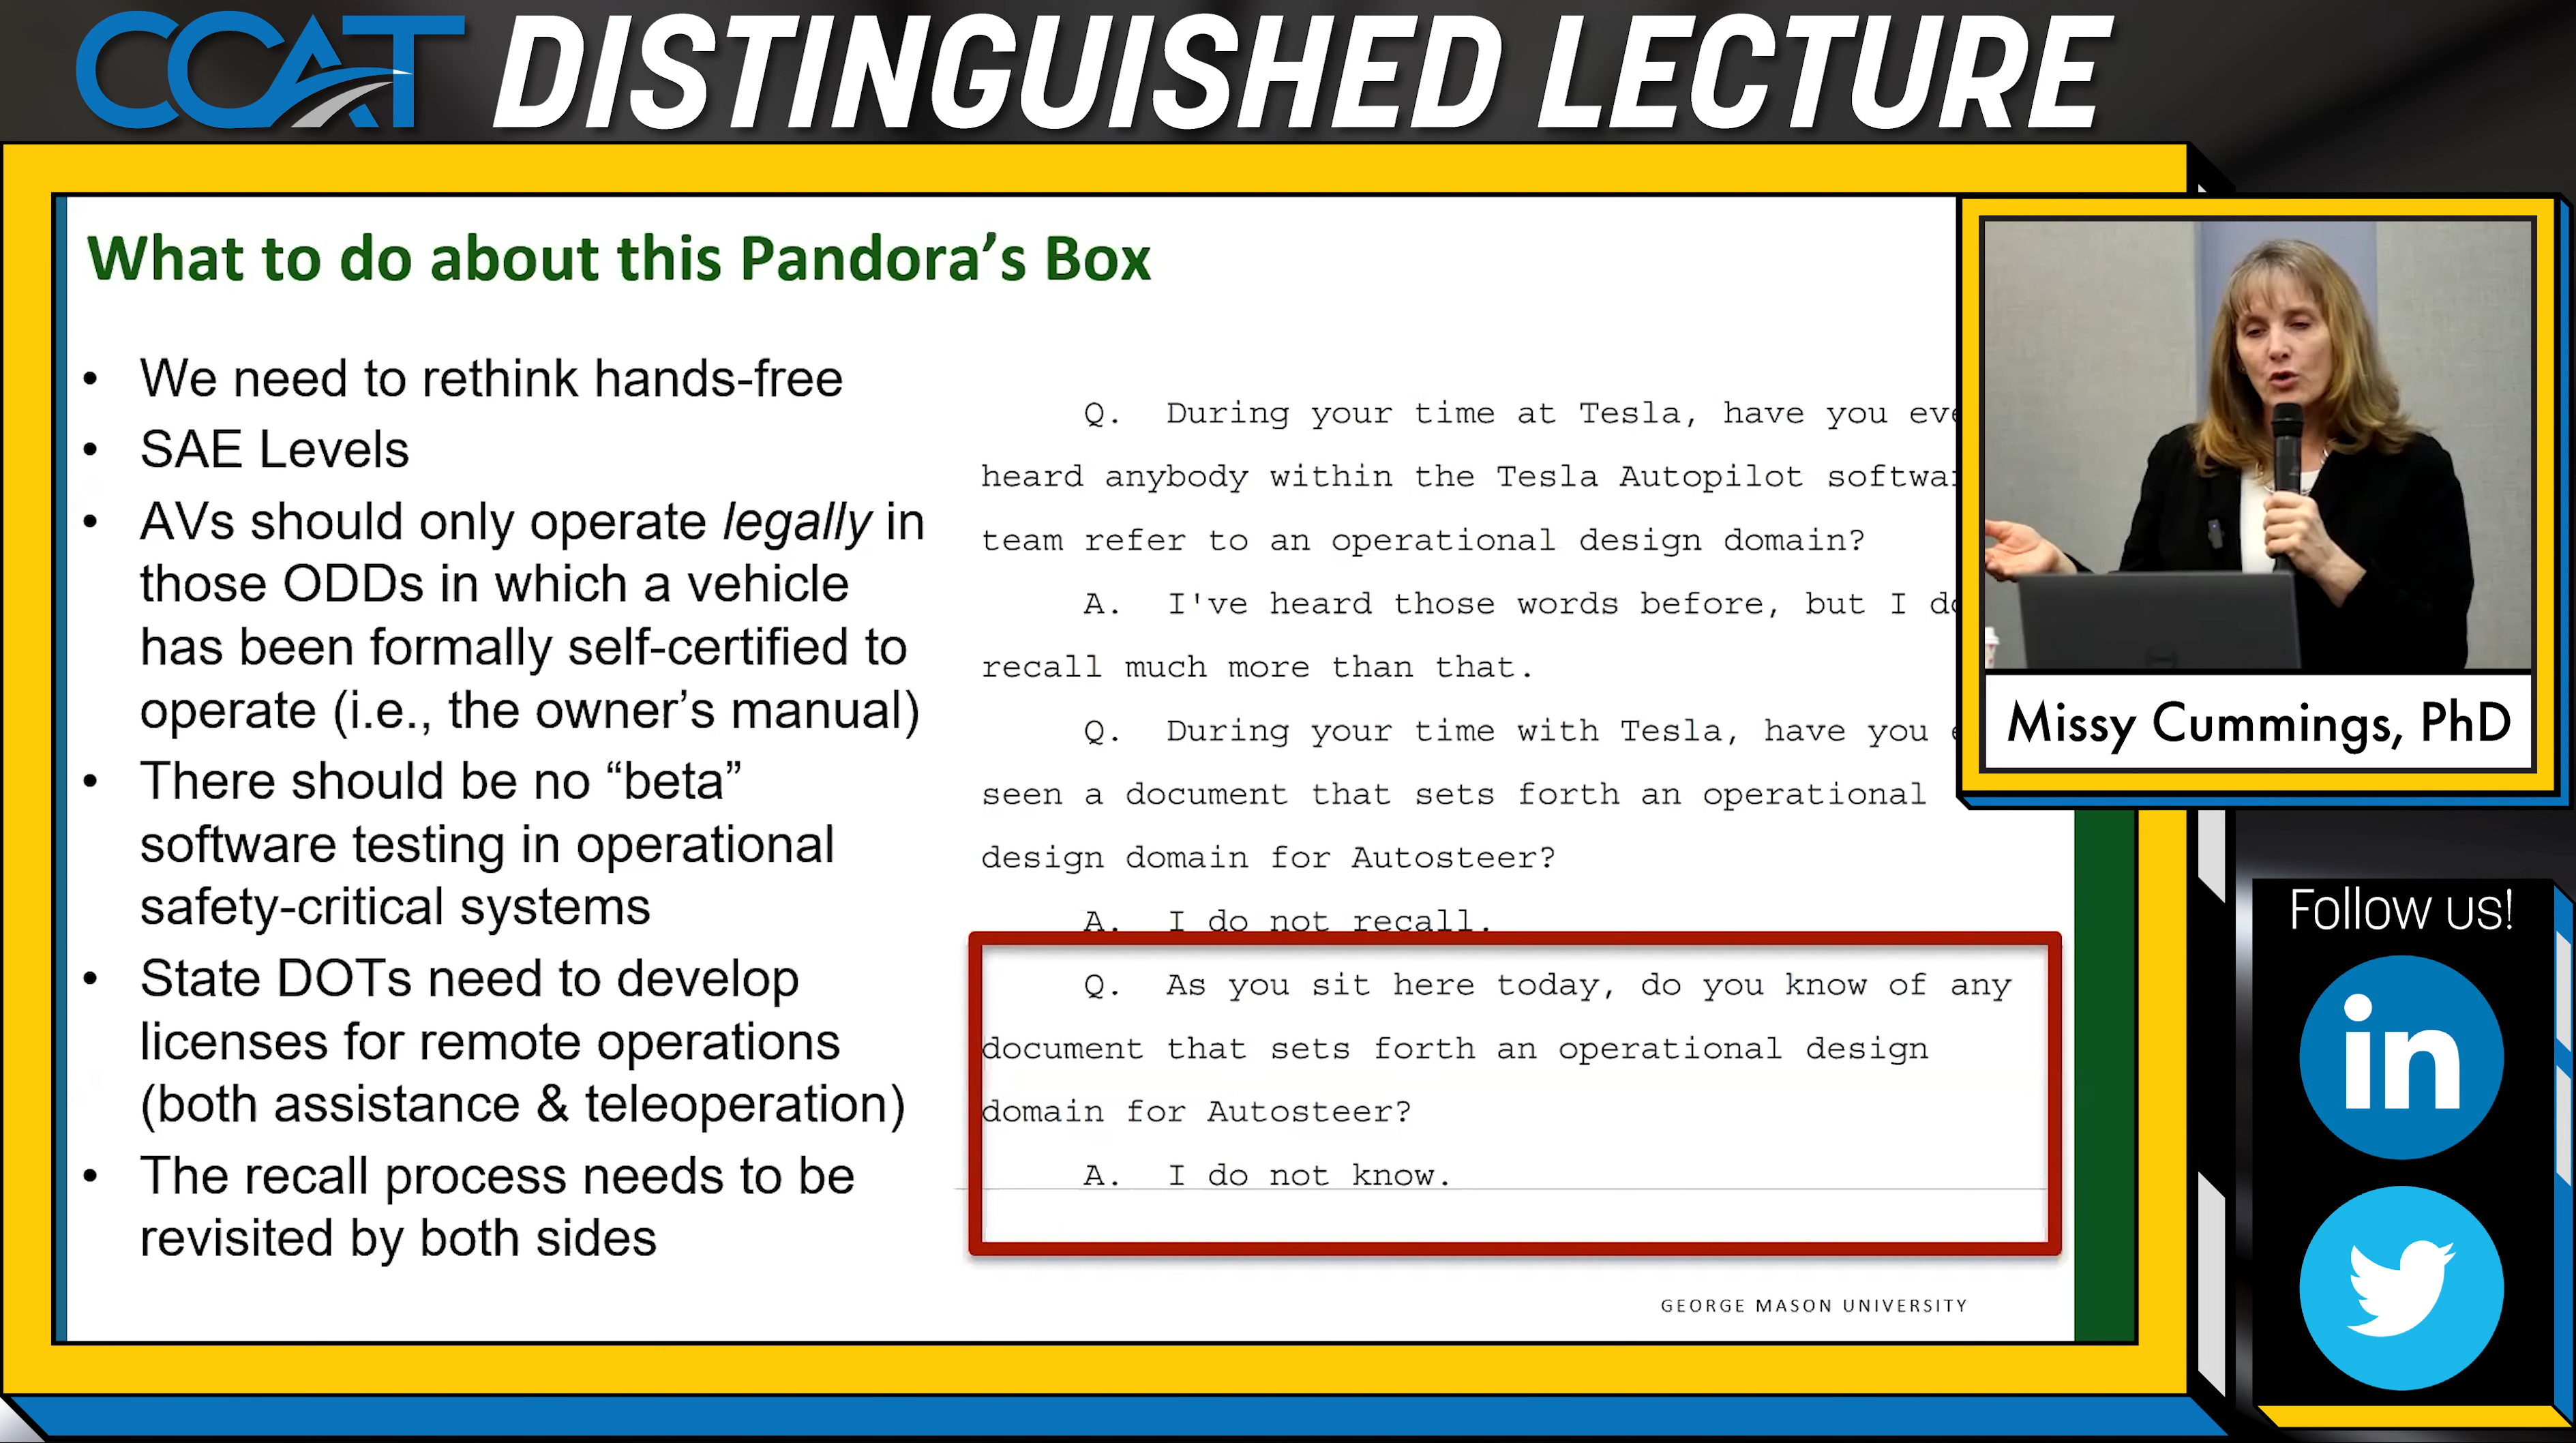 CCAT DISTINGUISHED LECTURE
What to do about this Pandora’s Box
• We need to rethink hands-free
• SAE Levels
• AVs should only operate legally in
those ODDs in which a vehicle
has been formally self-certified to
operate (i.e., the owner’s manual)
• There should be no “beta”
software testing in operational
safety-critical systems
• State DOTs need to develop
licenses for remote operations
(both assistance & teleoperation)
• The recall process needs to be
revisited by both sides
Q. During your time at Tesla, have you
heard anybody within the Tesla Autopilot
team refer to an operational design domain?
A. I've heard those words before, but I
recall much more than that.
Q. During your time with Tesla, have you
seen a document that sets forth an operational
design domain for Autosteer?
A. I do not recall.
Q. As you sit here today, do you know of any
document that sets forth an operational design
domain for Autosteer?
A. I do not know.
GEORGE MASON UNIVERSITY
Missy Cummings, PhD
Follow us!
in